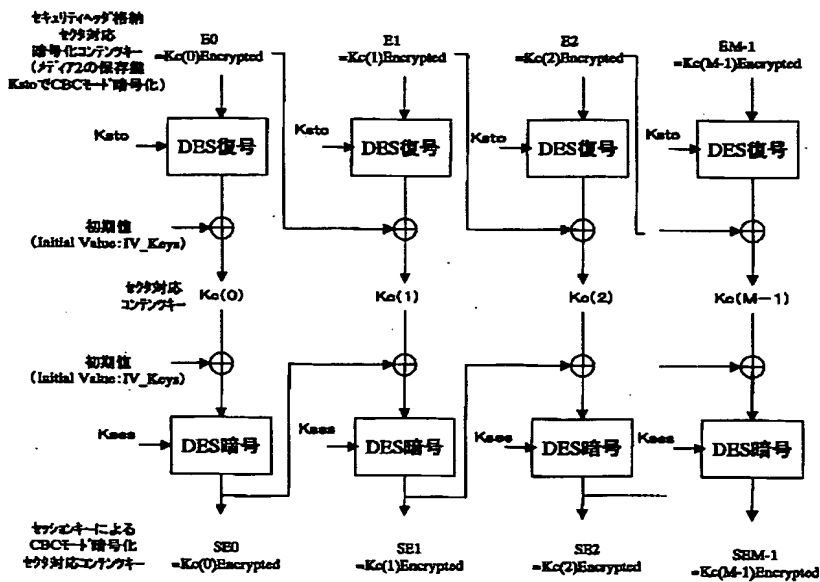 セキュリティヘッダ格納
セクタ対応
暗号化コンテンツキー
(メディア2の保存鍵
KstoでCBCモード暗号化)
E0
=Kc(0)Encrypted
E1
=Kc(1)Encrypted
E2
=Kc(2)Encrypted
EM-1
=Kc(M-1)Encrypted
Ksto
DES復号
Ksto
DES復号
Ksto
DES復号
Ksto
DES復号
初期値
(Initial Value:IV_Keys)
セクタ対応
コンテンツキー
Kc(0)
Kc(1)
Kc(2)
Kc(M-1)
初期値
(Initial Value:IV_Keys)
Kses
DES暗号
Kses
DES暗号
Kses
DES暗号
Kses
DES暗号
セッションキーによる
CBCモード暗号化
セクタ対応コンテンツキー
SE0
=Kc(0)Encrypted
SE1
=Kc(1)Encrypted
SE2
=Kc(2)Encrypted
SEM-1
=Kc(M-1)Encrypted